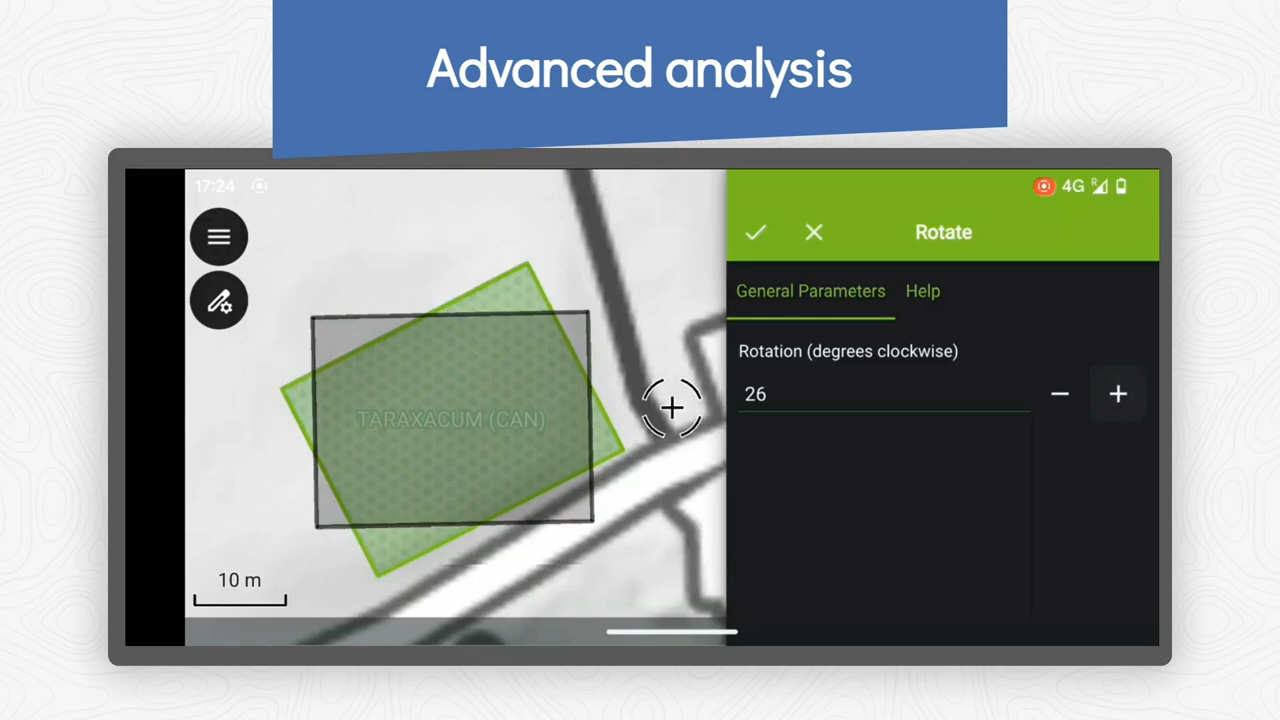 Advanced analysis
17:24
4G R
Rotate
General Parameters Help
Rotation (degrees clockwise)
26
TARAXACUM (CAN)
10 m